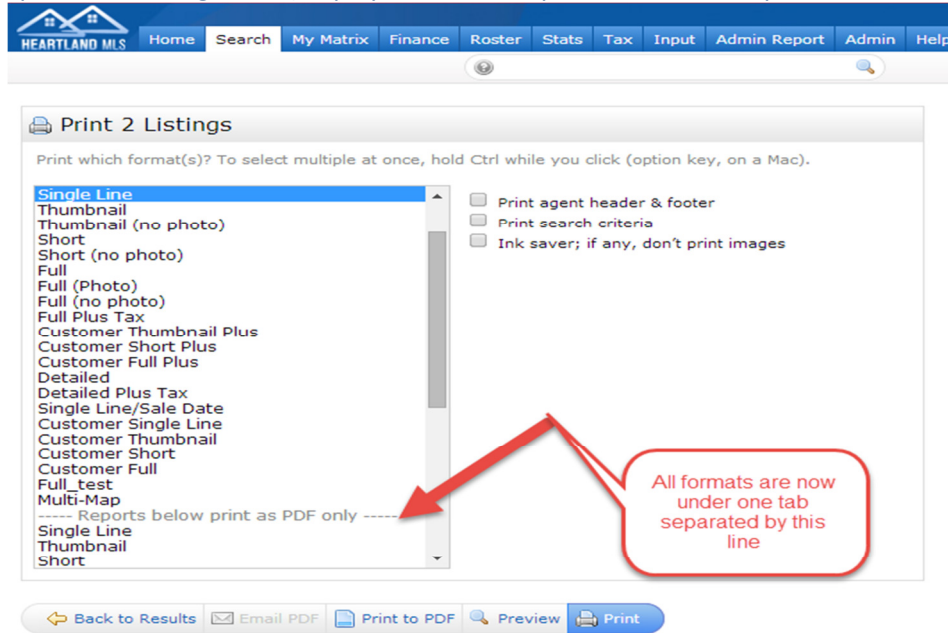 HEARTLAND MLS
Home Search My Matrix Finance Roster Stats Tax Input Admin Report Admin Help
Print 2 Listings
Print which format(s)? To select multiple at once, hold Ctrl while you click (option key, on a Mac).
Single Line
Thumbnail
Thumbnail (no photo)
Short
Short (no photo)
Full
Full (Photo)
Full (no photo)
Full Plus Tax
Customer Thumbnail Plus
Customer Short Plus
Customer Full Plus
Detailed
Detailed Plus Tax
Single Line/Sale Date
Customer Single Line
Customer Thumbnail
Customer Short
Customer Full
Full_test
Multi-Map
----- Reports below print as PDF only -----
Single Line
Thumbnail
Short
Print agent header & footer
Print search criteria
Ink saver; if any, don't print images
All formats are now
under one tab
separated by this
line
Back to Results Email PDF Print to PDF Preview Print